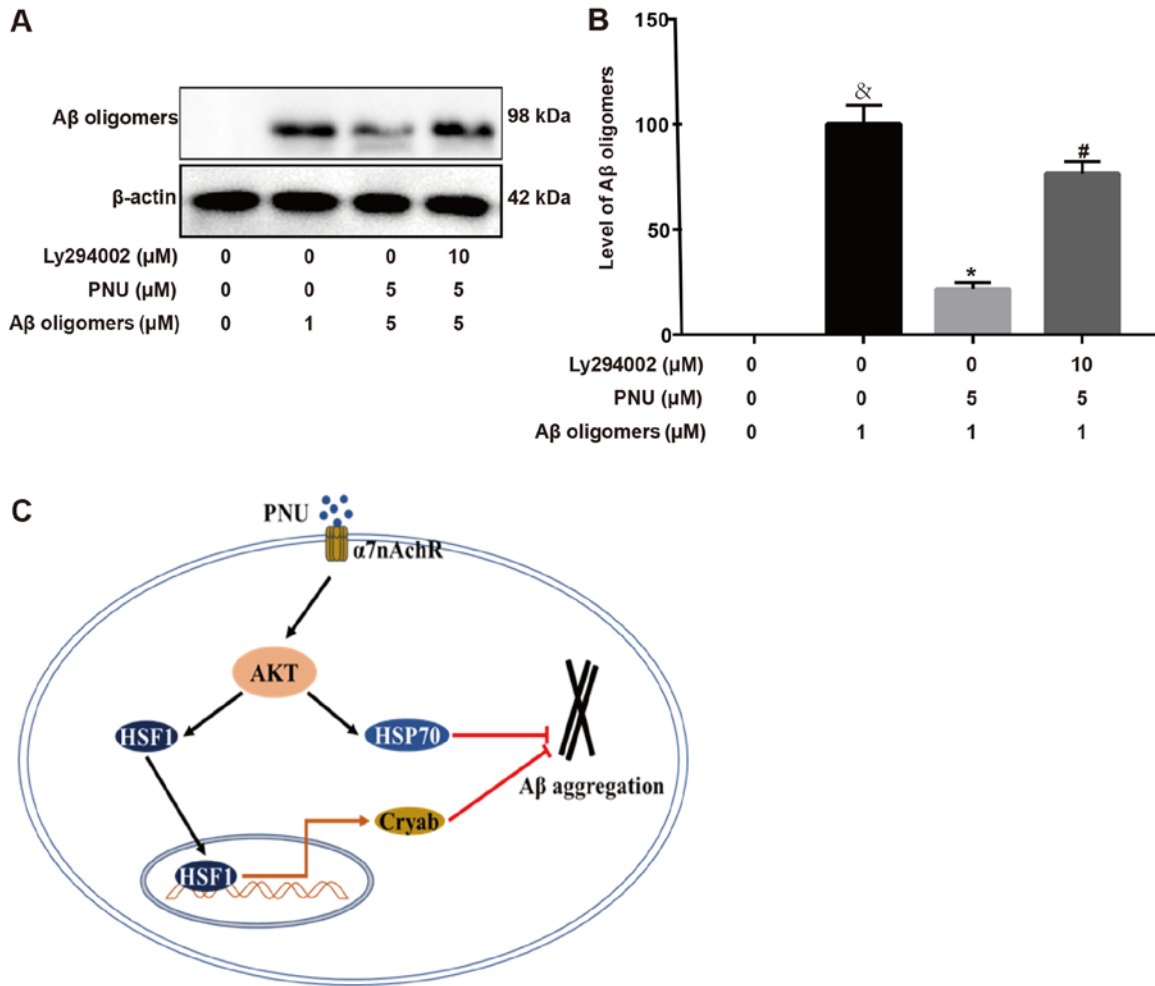 A
Aβ oligomers
98 kDa
β-actin
42 kDa
Ly294002 (μM) 0 0 0 10
PNU (μM) 0 0 5 5
Aβ oligomers (μM) 0 1 5 5
B
Level of Aβ oligomers
150
100
50
0
&
*
#
Ly294002 (μM) 0 0 0 10
PNU (μM) 0 0 5 5
Aβ oligomers (μM) 0 1 1 1
C
PNU
α7nAchR
AKT
HSF1
HSP70
Aβ aggregation
Cryab
HSF1